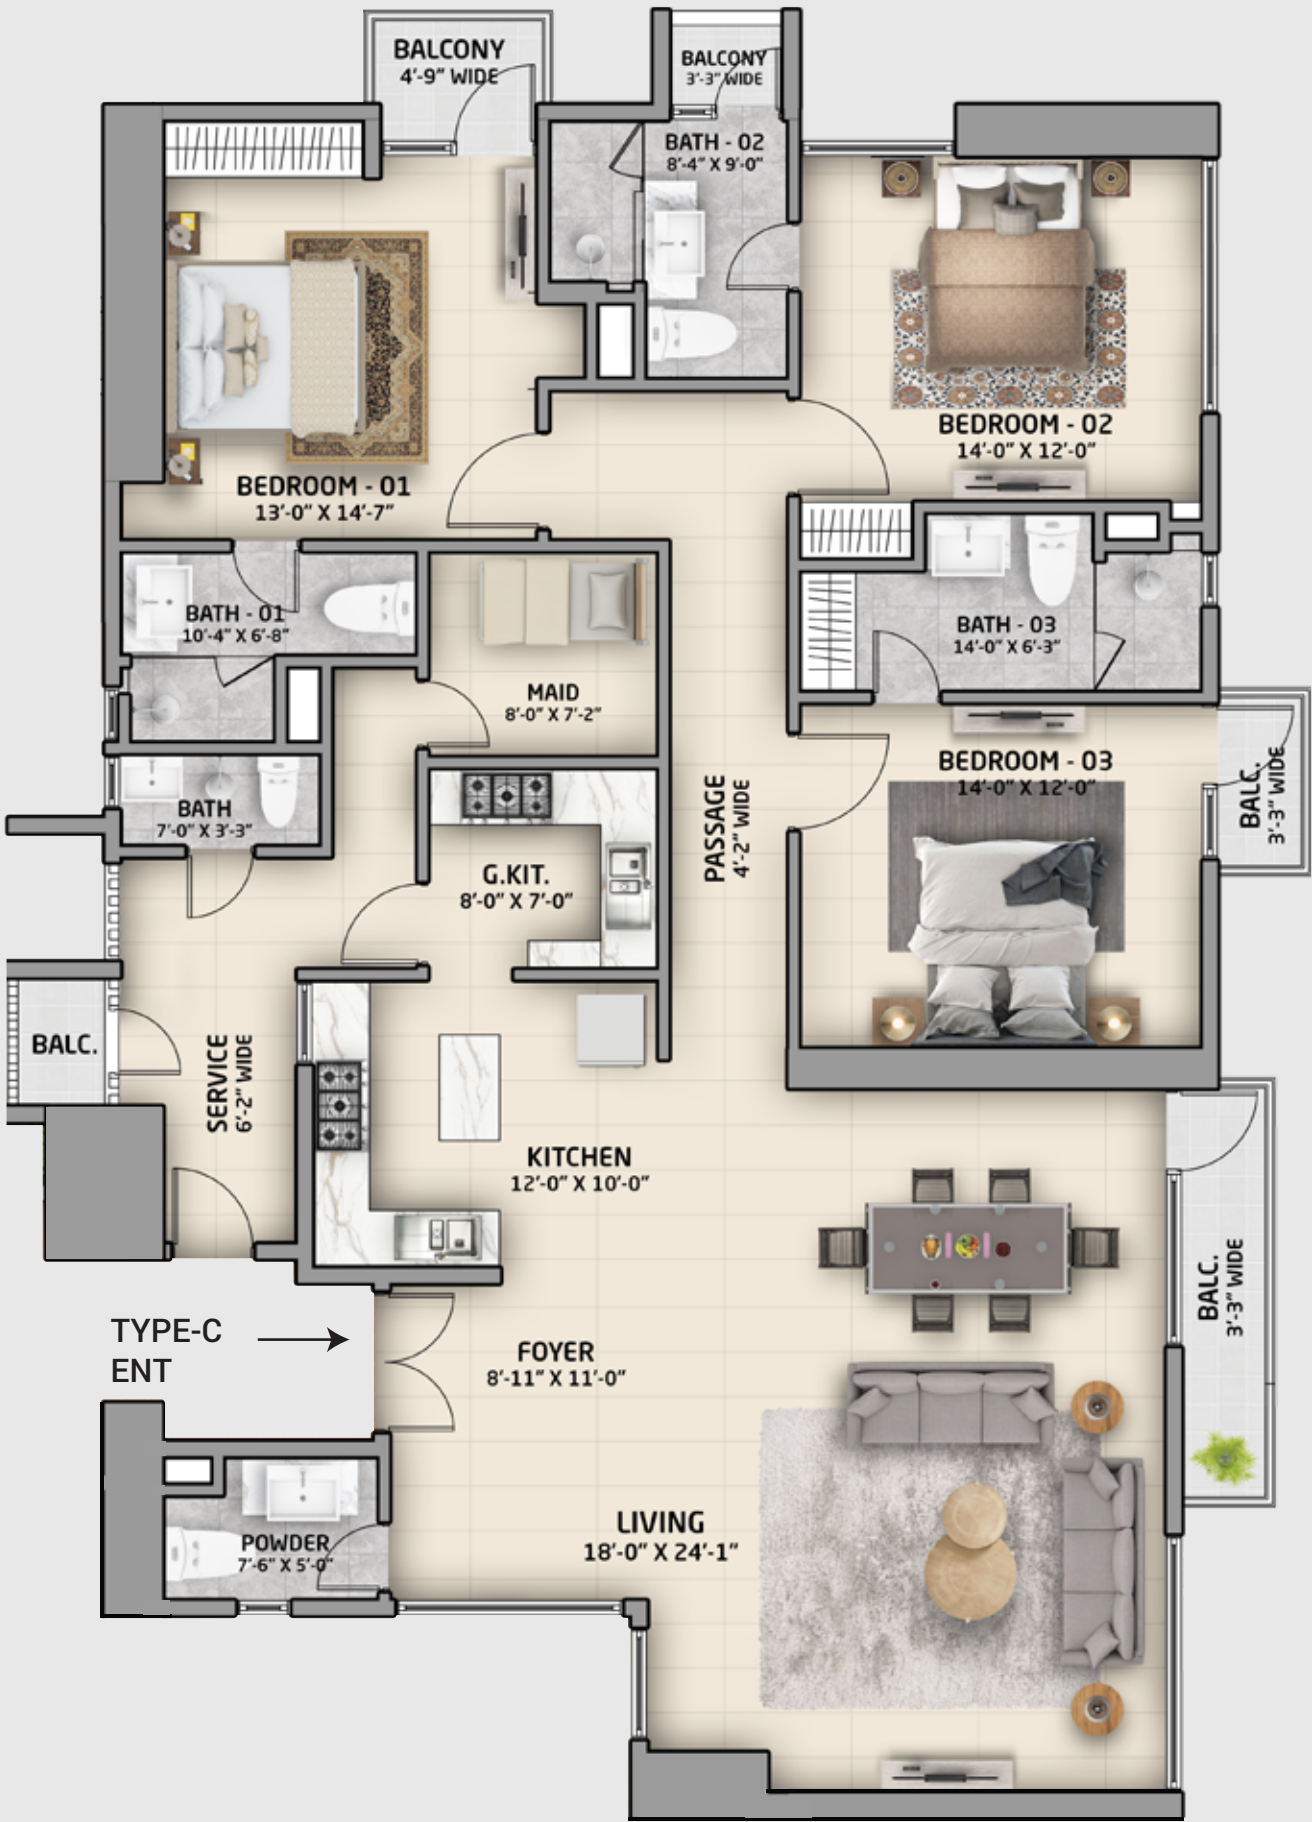 BALCONY
4'-9" WIDE
BALCONY
3'-3" WIDE
BATH - 02
8'-4" X 9'-0"
BEDROOM - 02
14'-0" X 12'-0"
BEDROOM - 01
13'-0" X 14'-7"
BATH - 01
10'-4" X 6'-8"
BATH - 03
14'-0" X 6'-3"
MAID
8'-0" X 7'-2"
BEDROOM - 03
14'-0" X 12'-0"
BALC.
3'-3" WIDE
BATH
7'-0" X 3'-3"
PASSAGE
4'-2" WIDE
G.KIT.
8'-0" X 7'-0"
BALC.
SERVICE
6'-2" WIDE
KITCHEN
12'-0" X 10'-0"
BALC.
3'-3" WIDE
TYPE-C
ENT
FOYER
8'-11" X 11'-0"
LIVING
18'-0" X 24'-1"
POWDER
7'-6" X 5'-0"